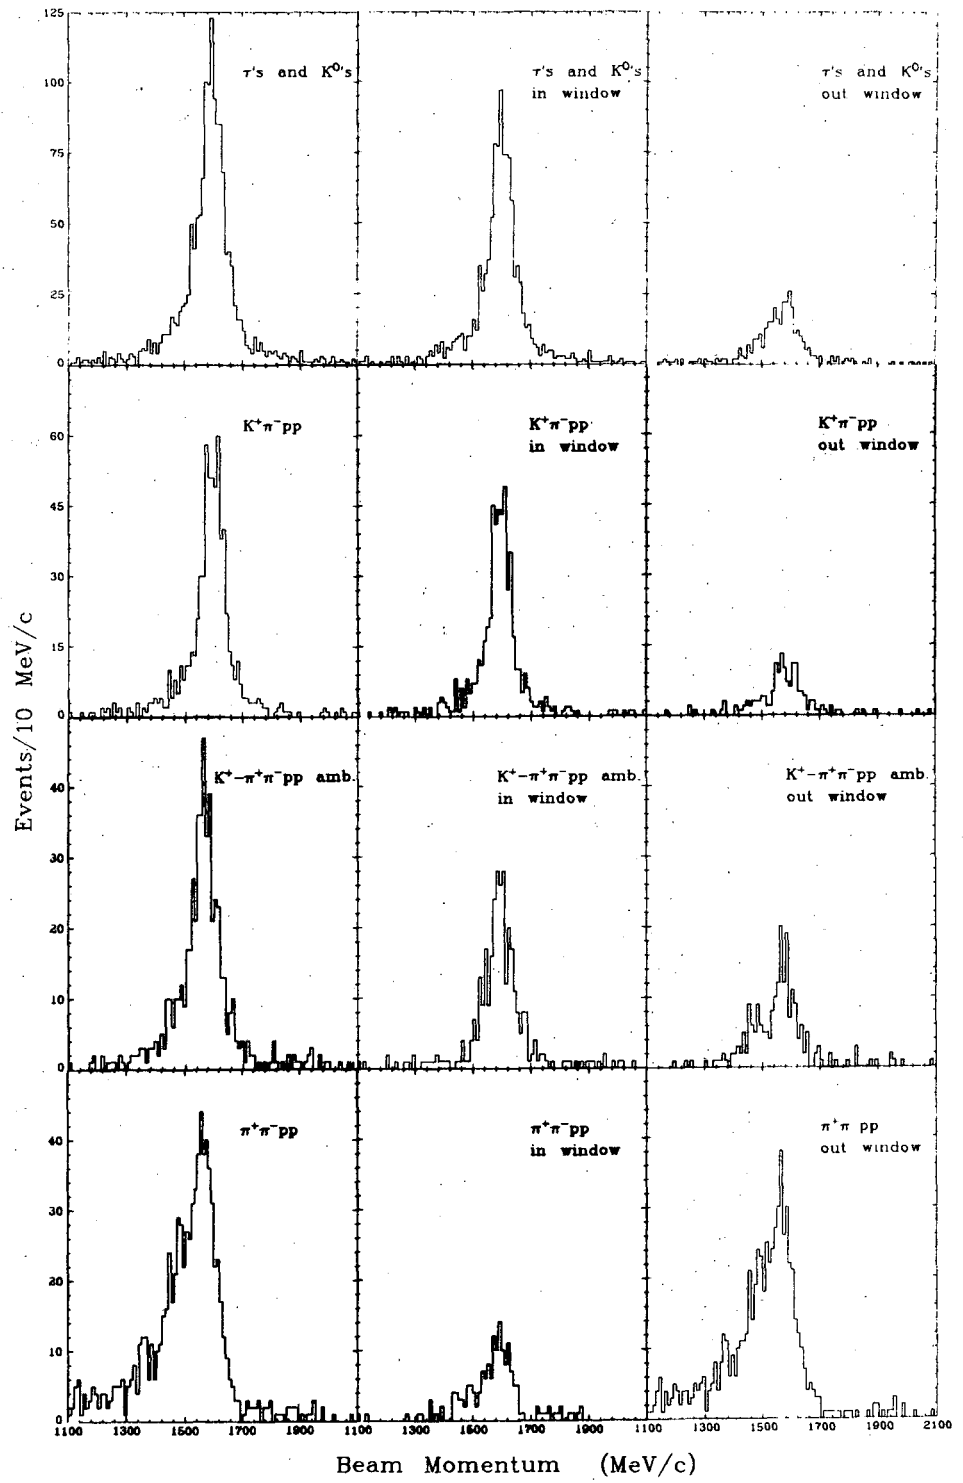 125
100
75
50
25
0
τ's and K⁰'s
τ's and K⁰'s
in window
τ's and K⁰'s
out window
60
45
30
15
0
K⁺π⁻pp
K⁺π⁻pp
in window
K⁺π⁻pp
out window
40
30
20
10
0
K⁺–π⁺π⁻pp amb.
K⁺–π⁺π⁻pp amb.
in window
K⁺–π⁺π⁻pp amb.
out window
40
30
20
10
0
π⁺π⁻pp
π⁺π⁻pp
in window
π⁺π pp
out window
1100 1300 1500 1700 1900 1100 1300 1500 1700 1900 1100 1300 1500 1700 1900 2100
Events/10 MeV/c
Beam Momentum (MeV/c)